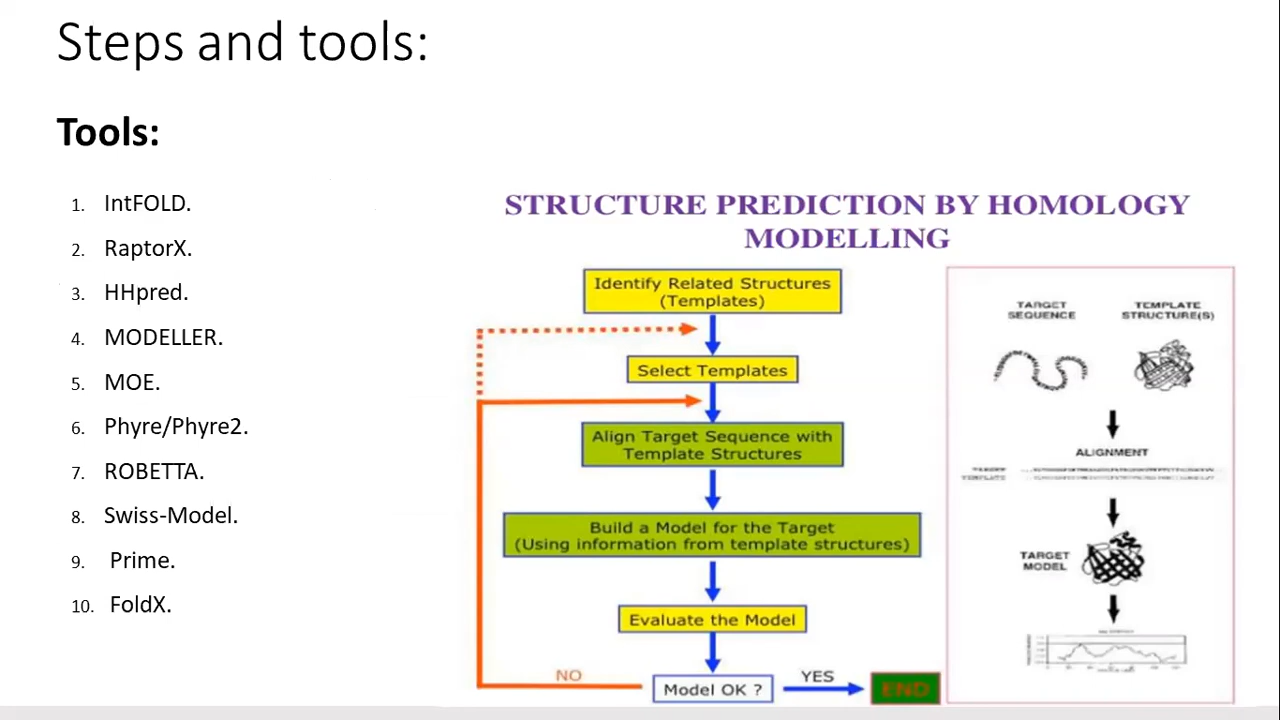 Steps and tools:
Tools:
1. IntFOLD.
2. RaptorX.
3. HHpred.
4. MODELLER.
5. MOE.
6. Phyre/Phyre2.
7. ROBETTA.
8. Swiss-Model.
9. Prime.
10. FoldX.
STRUCTURE PREDICTION BY HOMOLOGY
MODELLING
Identify Related Structures
(Templates)
Select Templates
Align Target Sequence with
Template Structures
Build a Model for the Target
(Using information from template structures)
Evaluate the Model
NO
Model OK ?
YES
END
TARGET
SEQUENCE
TEMPLATE
STRUCTURE(S)
ALIGNMENT
TARGET
TEMPLATE
TARGET
MODEL